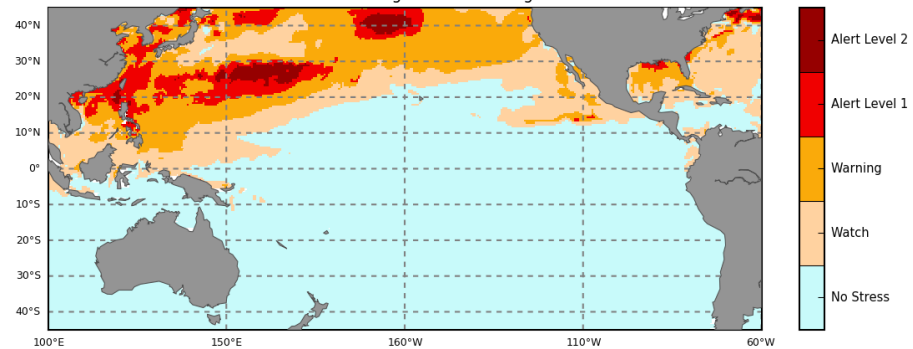 40°N
30°N
20°N
10°N
0°
10°S
20°S
30°S
40°S
100°E
150°E
160°W
110°W
60°W
Alert Level 2
Alert Level 1
Warning
Watch
No Stress